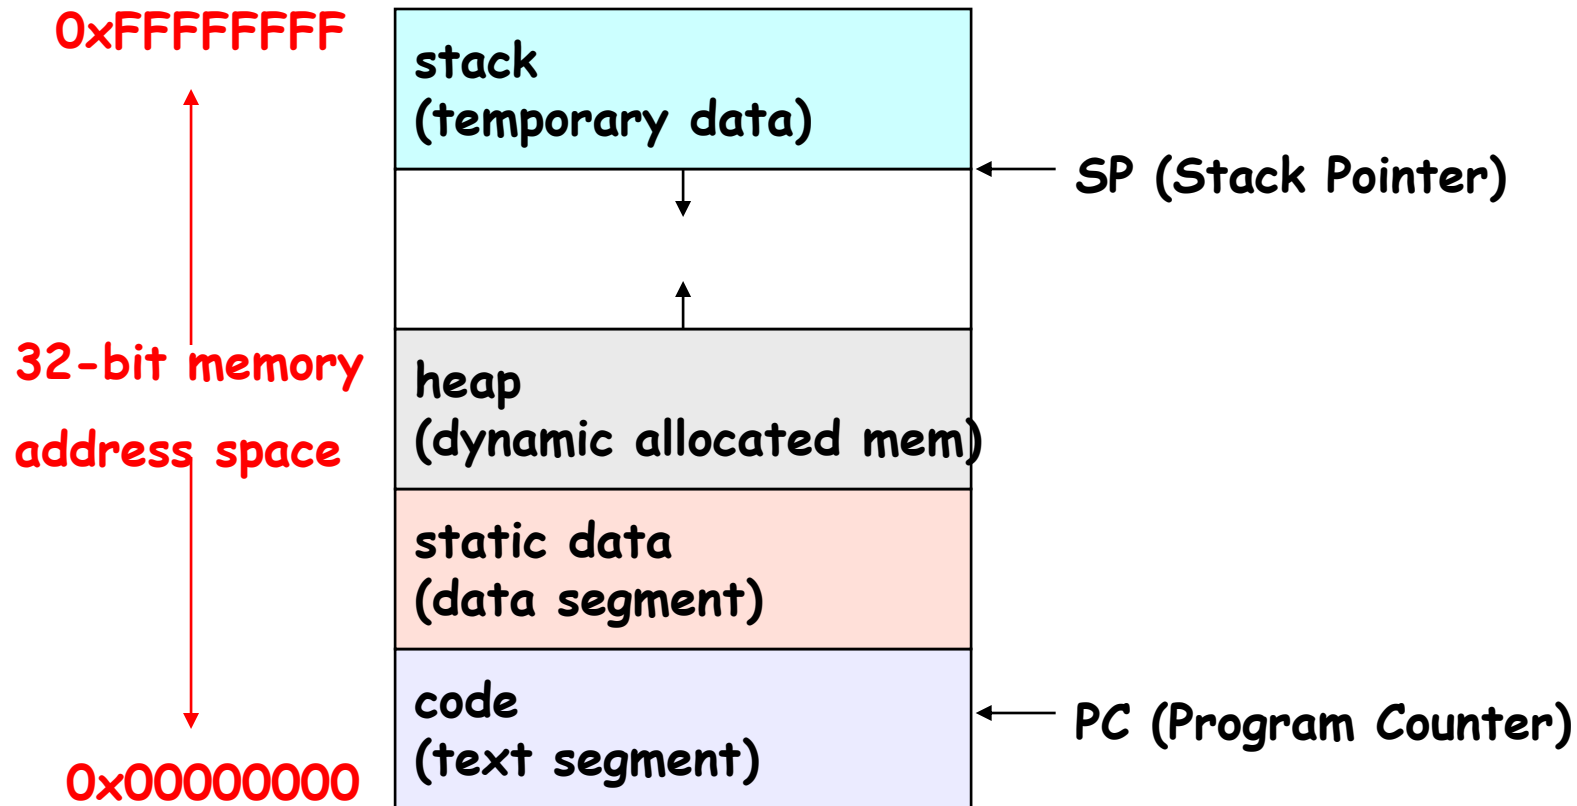 0xFFFFFFFF
stack
(temporary data)
SP (Stack Pointer)
32-bit memory
address space
heap
(dynamic allocated mem)
static data
(data segment)
code
(text segment)
PC (Program Counter)
0x00000000